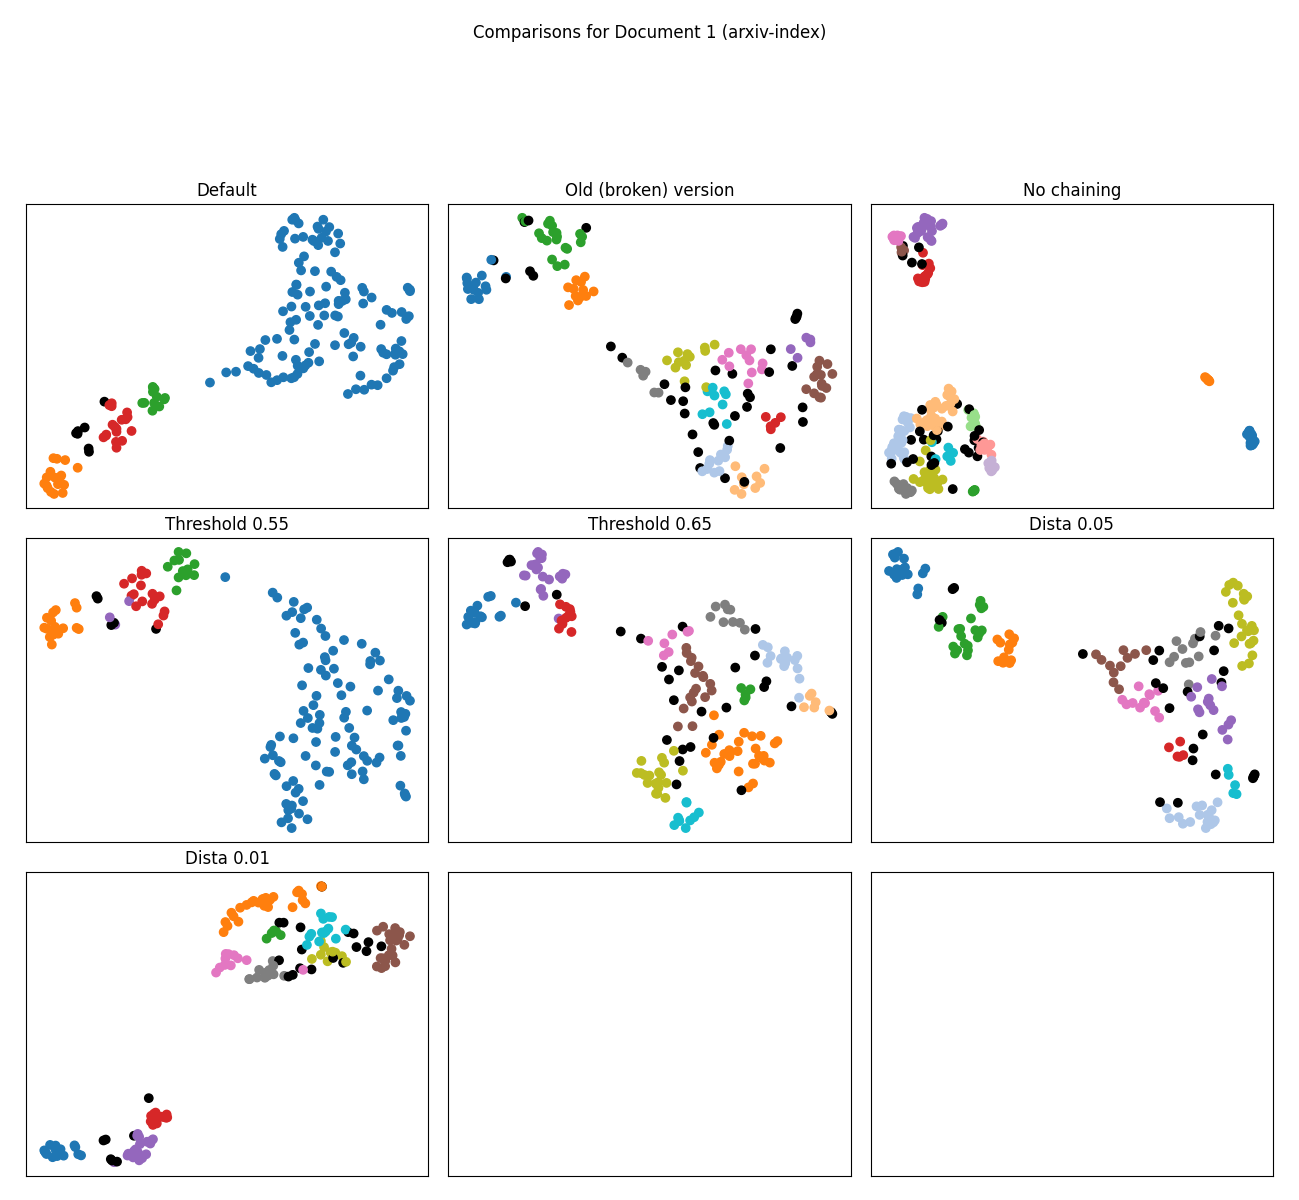 Comparisons for Document 1 (arxiv-index)
Default
Old (broken) version
No chaining
Threshold 0.55
Threshold 0.65
Dista 0.05
Dista 0.01